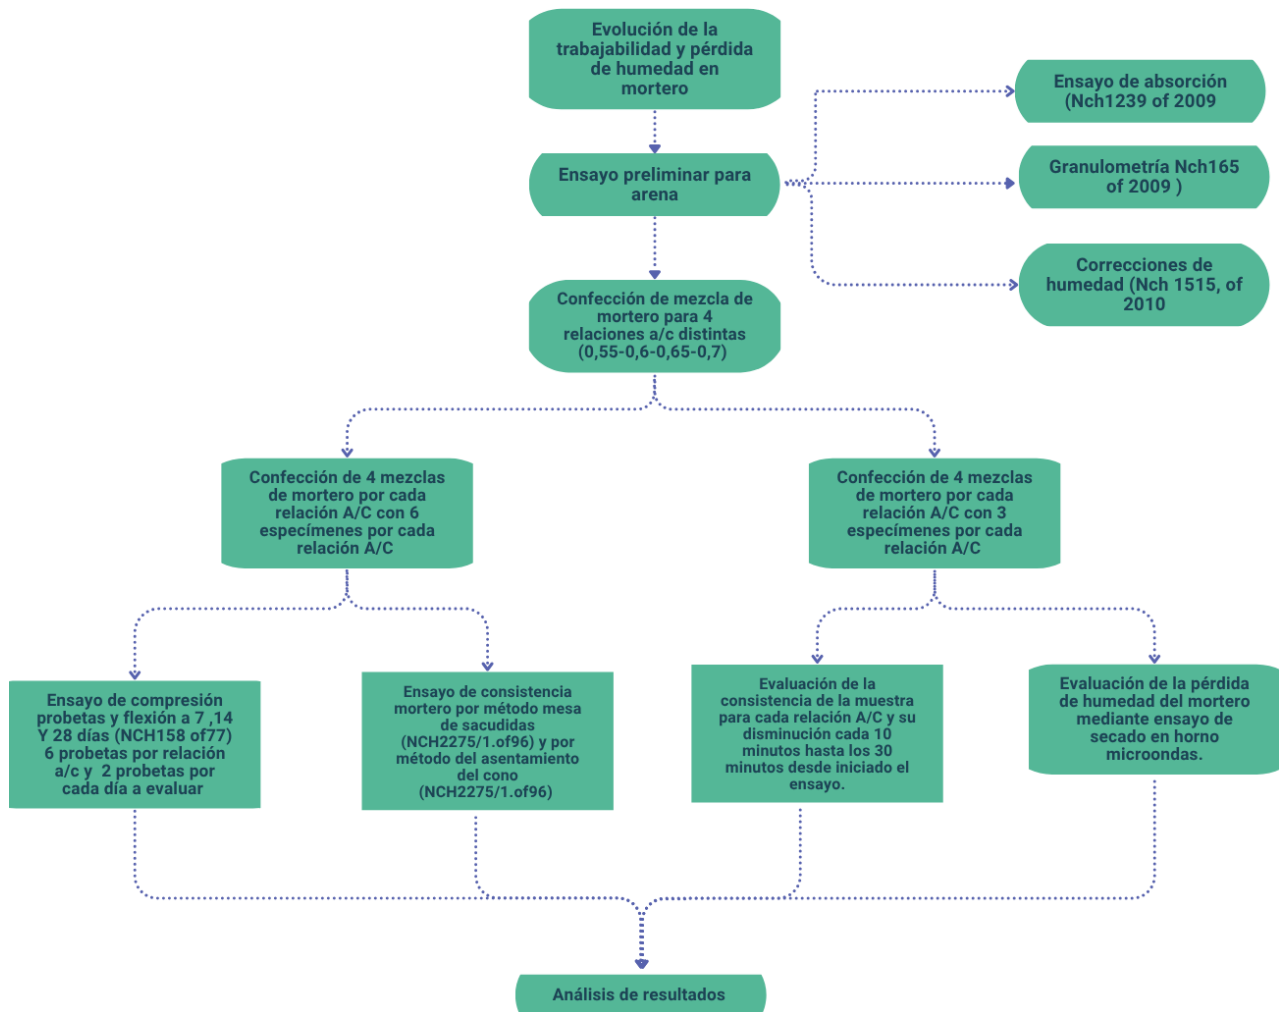 Evolución de la
trabajabilidad y pérdida
de humedad en
mortero
Ensayo de absorción
(Nch1239 of 2009
Ensayo preliminar para
arena
Granulometría Nch165
of 2009 )
Correcciones de
humedad (Nch 1515, of
2010
Confección de mezcla de
mortero para 4
relaciones a/c distintas
(0,55-0,6-0,65-0,7)
Confección de 4 mezclas
de mortero por cada
relación A/C con 6
especímenes por cada
relación A/C
Confección de 4 mezclas
de mortero por cada
relación A/C con 3
especímenes por cada
relación A/C
Ensayo de compresión
probetas y flexión a 7 ,14
Y 28 días (NCH158 of77)
6 probetas por relación
a/c y 2 probetas por
cada día a evaluar
Ensayo de consistencia
mortero por método mesa
de sacudidas
(NCH2275/1.of96) y por
método del asentamiento
del cono
(NCH2275/1.of96)
Evaluación de la
consistencia de la muestra
para cada relación A/C y su
disminución cada 10
minutos hasta los 30
minutos desde iniciado el
ensayo.
Evaluación de la pérdida
de humedad del mortero
mediante ensayo de
secado en horno
microondas.
Análisis de resultados